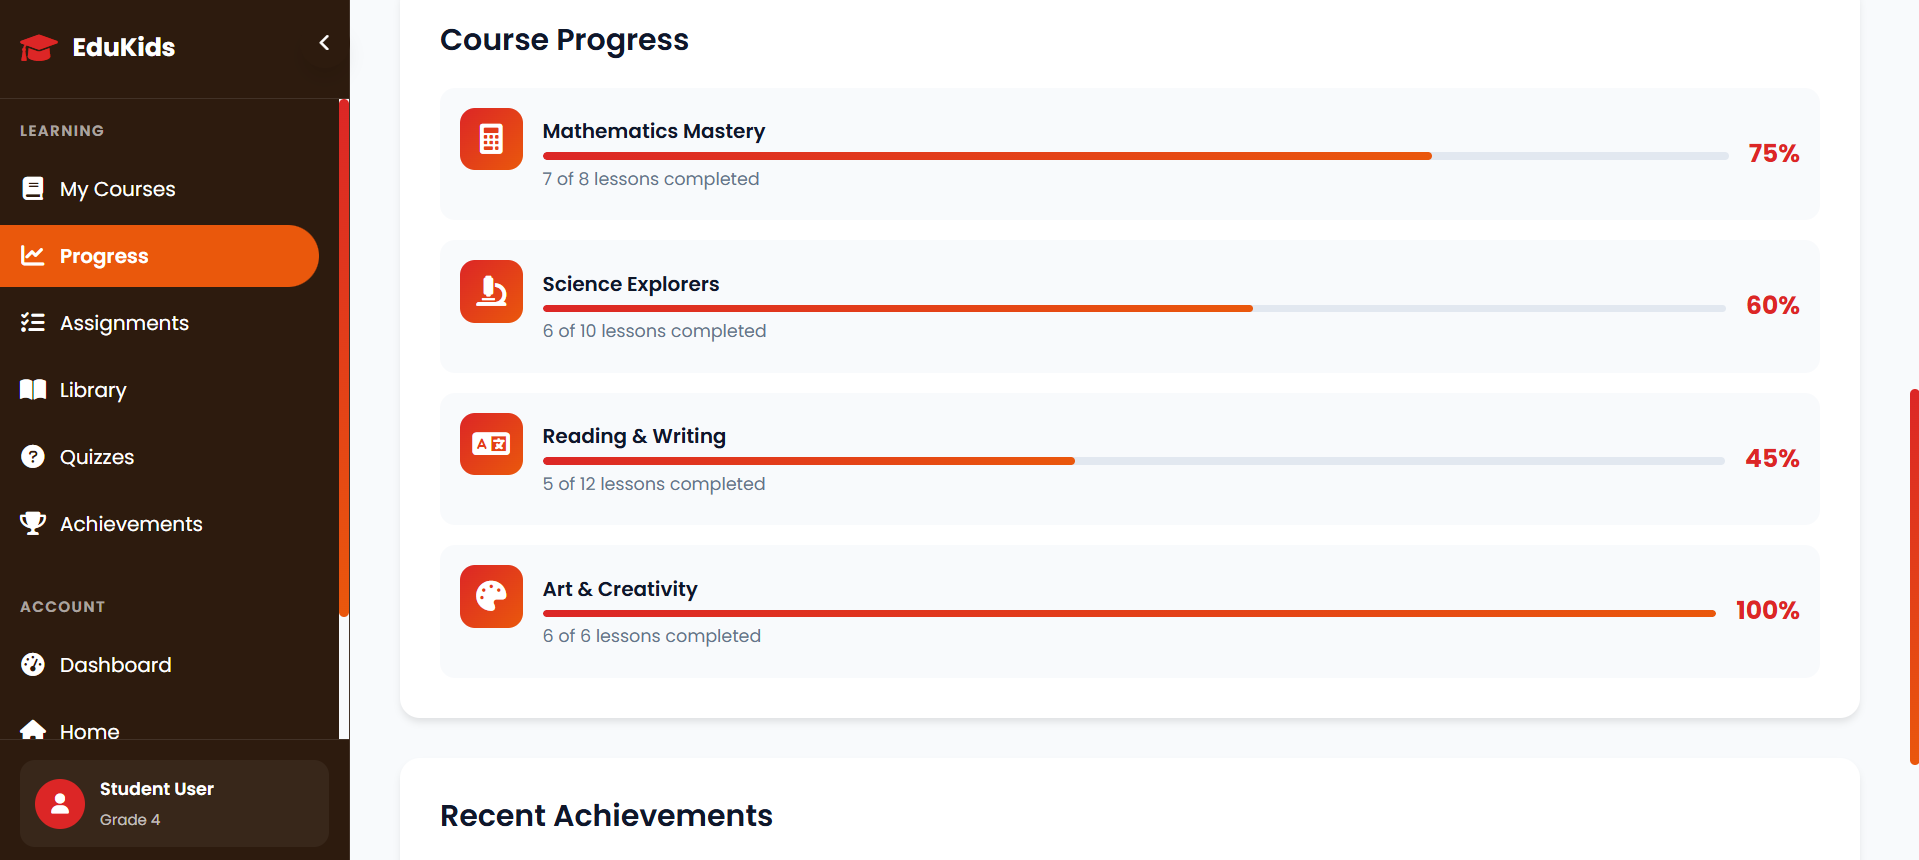 EduKids
LEARNING
My Courses
Progress
Assignments
Library
Quizzes
Achievements
ACCOUNT
Dashboard
Home
Student User
Grade 4
Course Progress
Mathematics Mastery
75%
7 of 8 lessons completed
Science Explorers
60%
6 of 10 lessons completed
Reading & Writing
45%
5 of 12 lessons completed
Art & Creativity
100%
6 of 6 lessons completed
Recent Achievements